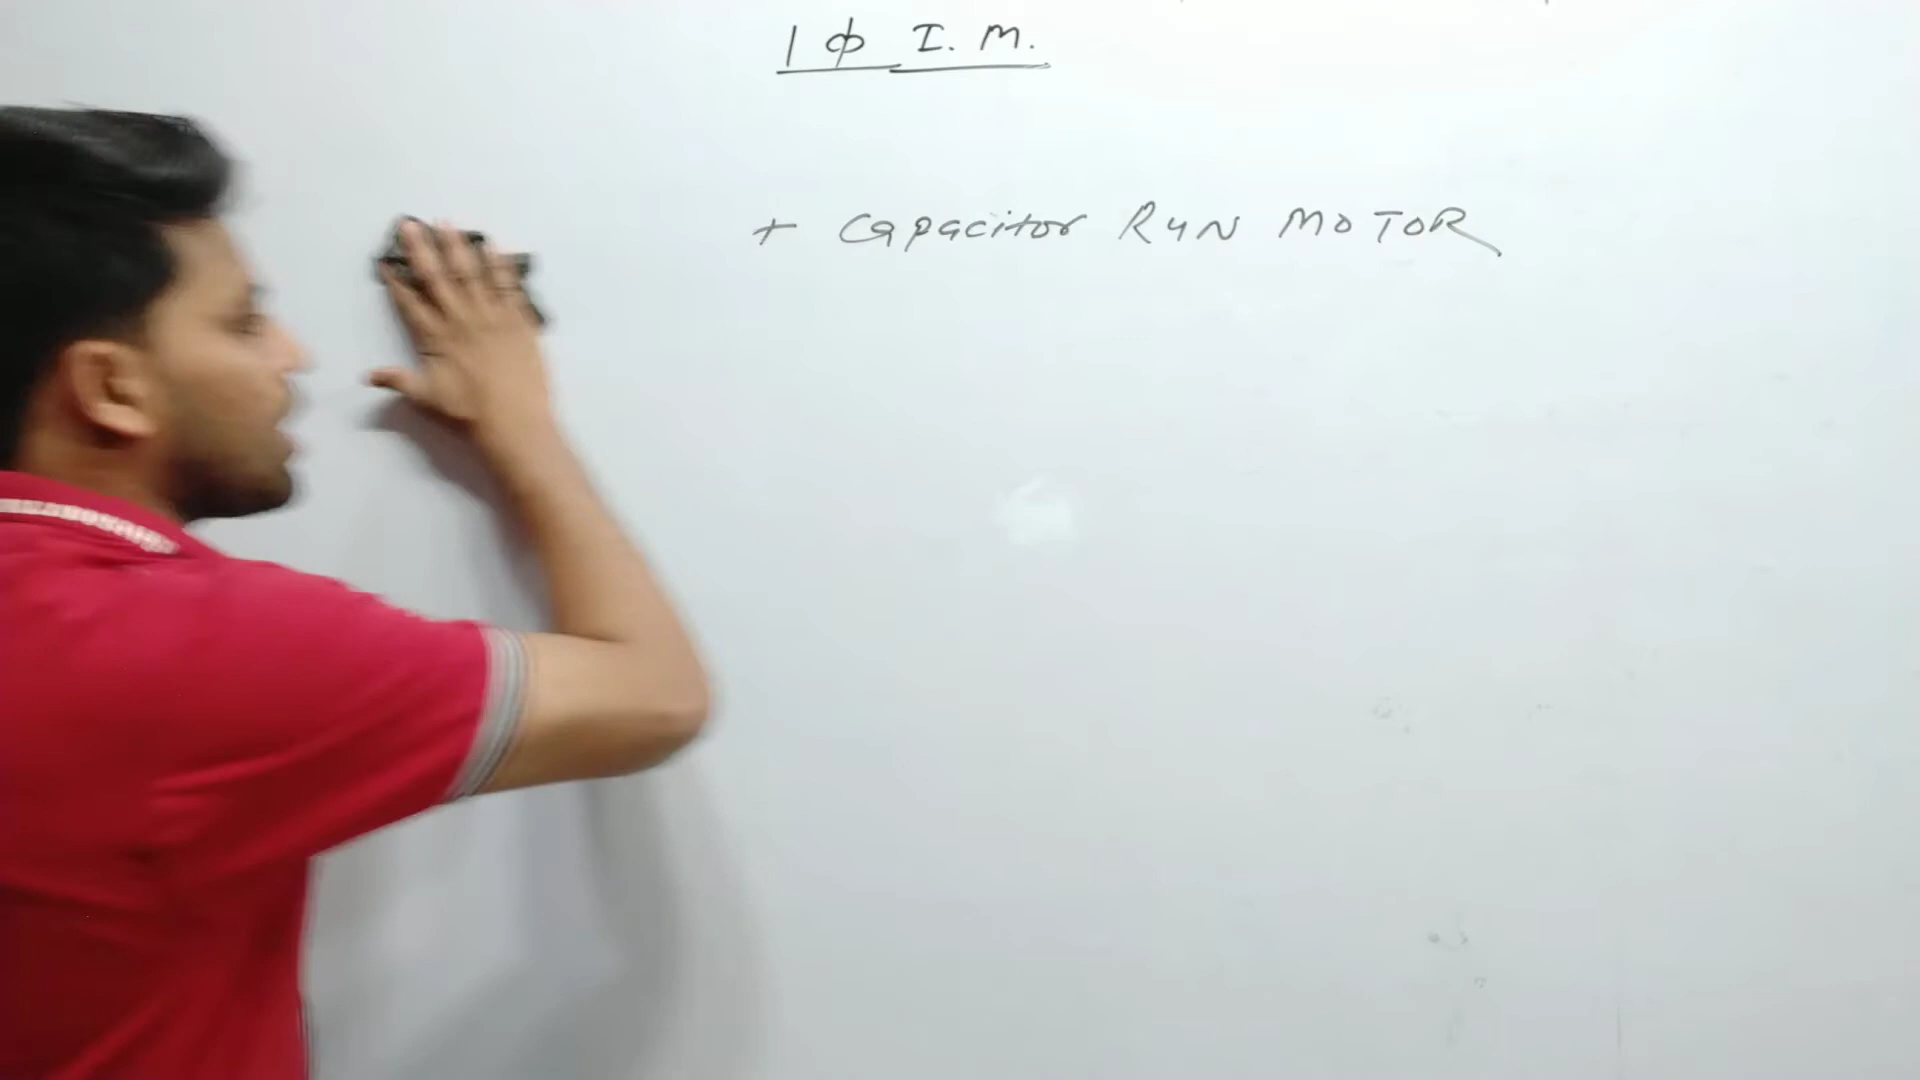 1 ϕ I. M.
+ Capacitor RUN MOTOR